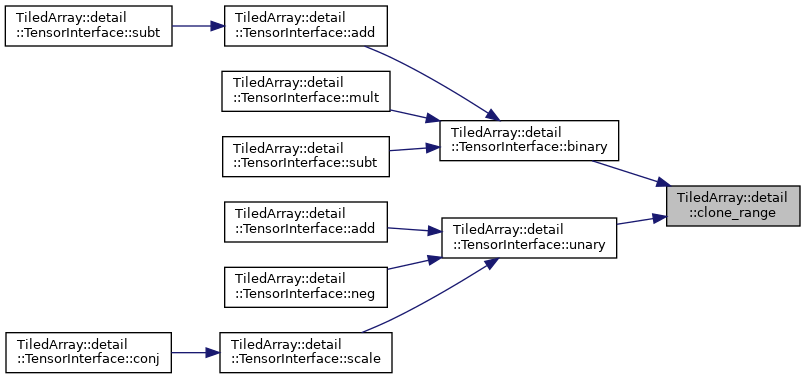 TiledArray::detail
::TensorInterface::subt
TiledArray::detail
::TensorInterface::add
TiledArray::detail
::TensorInterface::mult
TiledArray::detail
::TensorInterface::binary
TiledArray::detail
::TensorInterface::subt
TiledArray::detail
::clone_range
TiledArray::detail
::TensorInterface::add
TiledArray::detail
::TensorInterface::unary
TiledArray::detail
::TensorInterface::neg
TiledArray::detail
::TensorInterface::conj
TiledArray::detail
::TensorInterface::scale